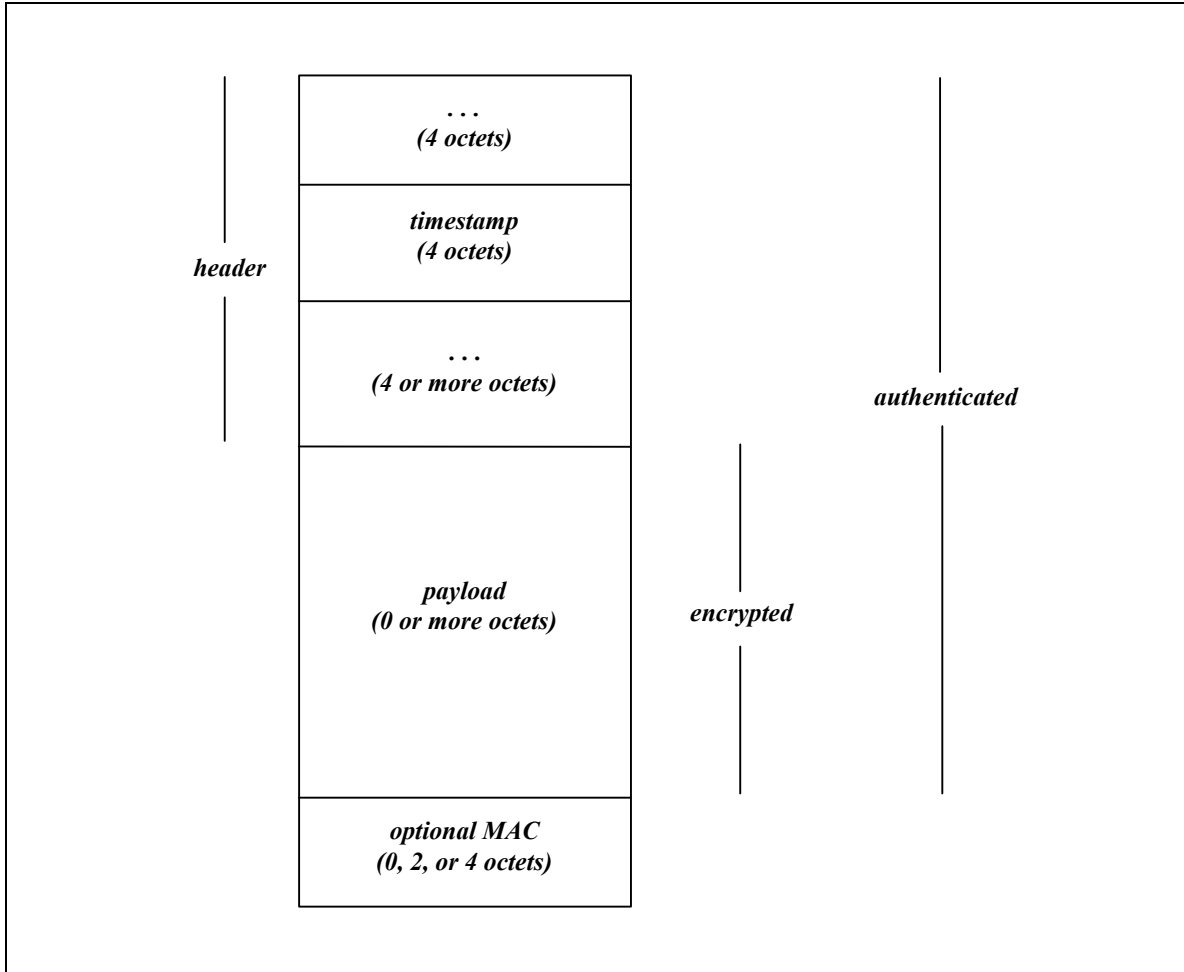 . . .
(4 octets)
timestamp
(4 octets)
header
. . .
(4 or more octets)
authenticated
payload
(0 or more octets)
encrypted
optional MAC
(0, 2, or 4 octets)